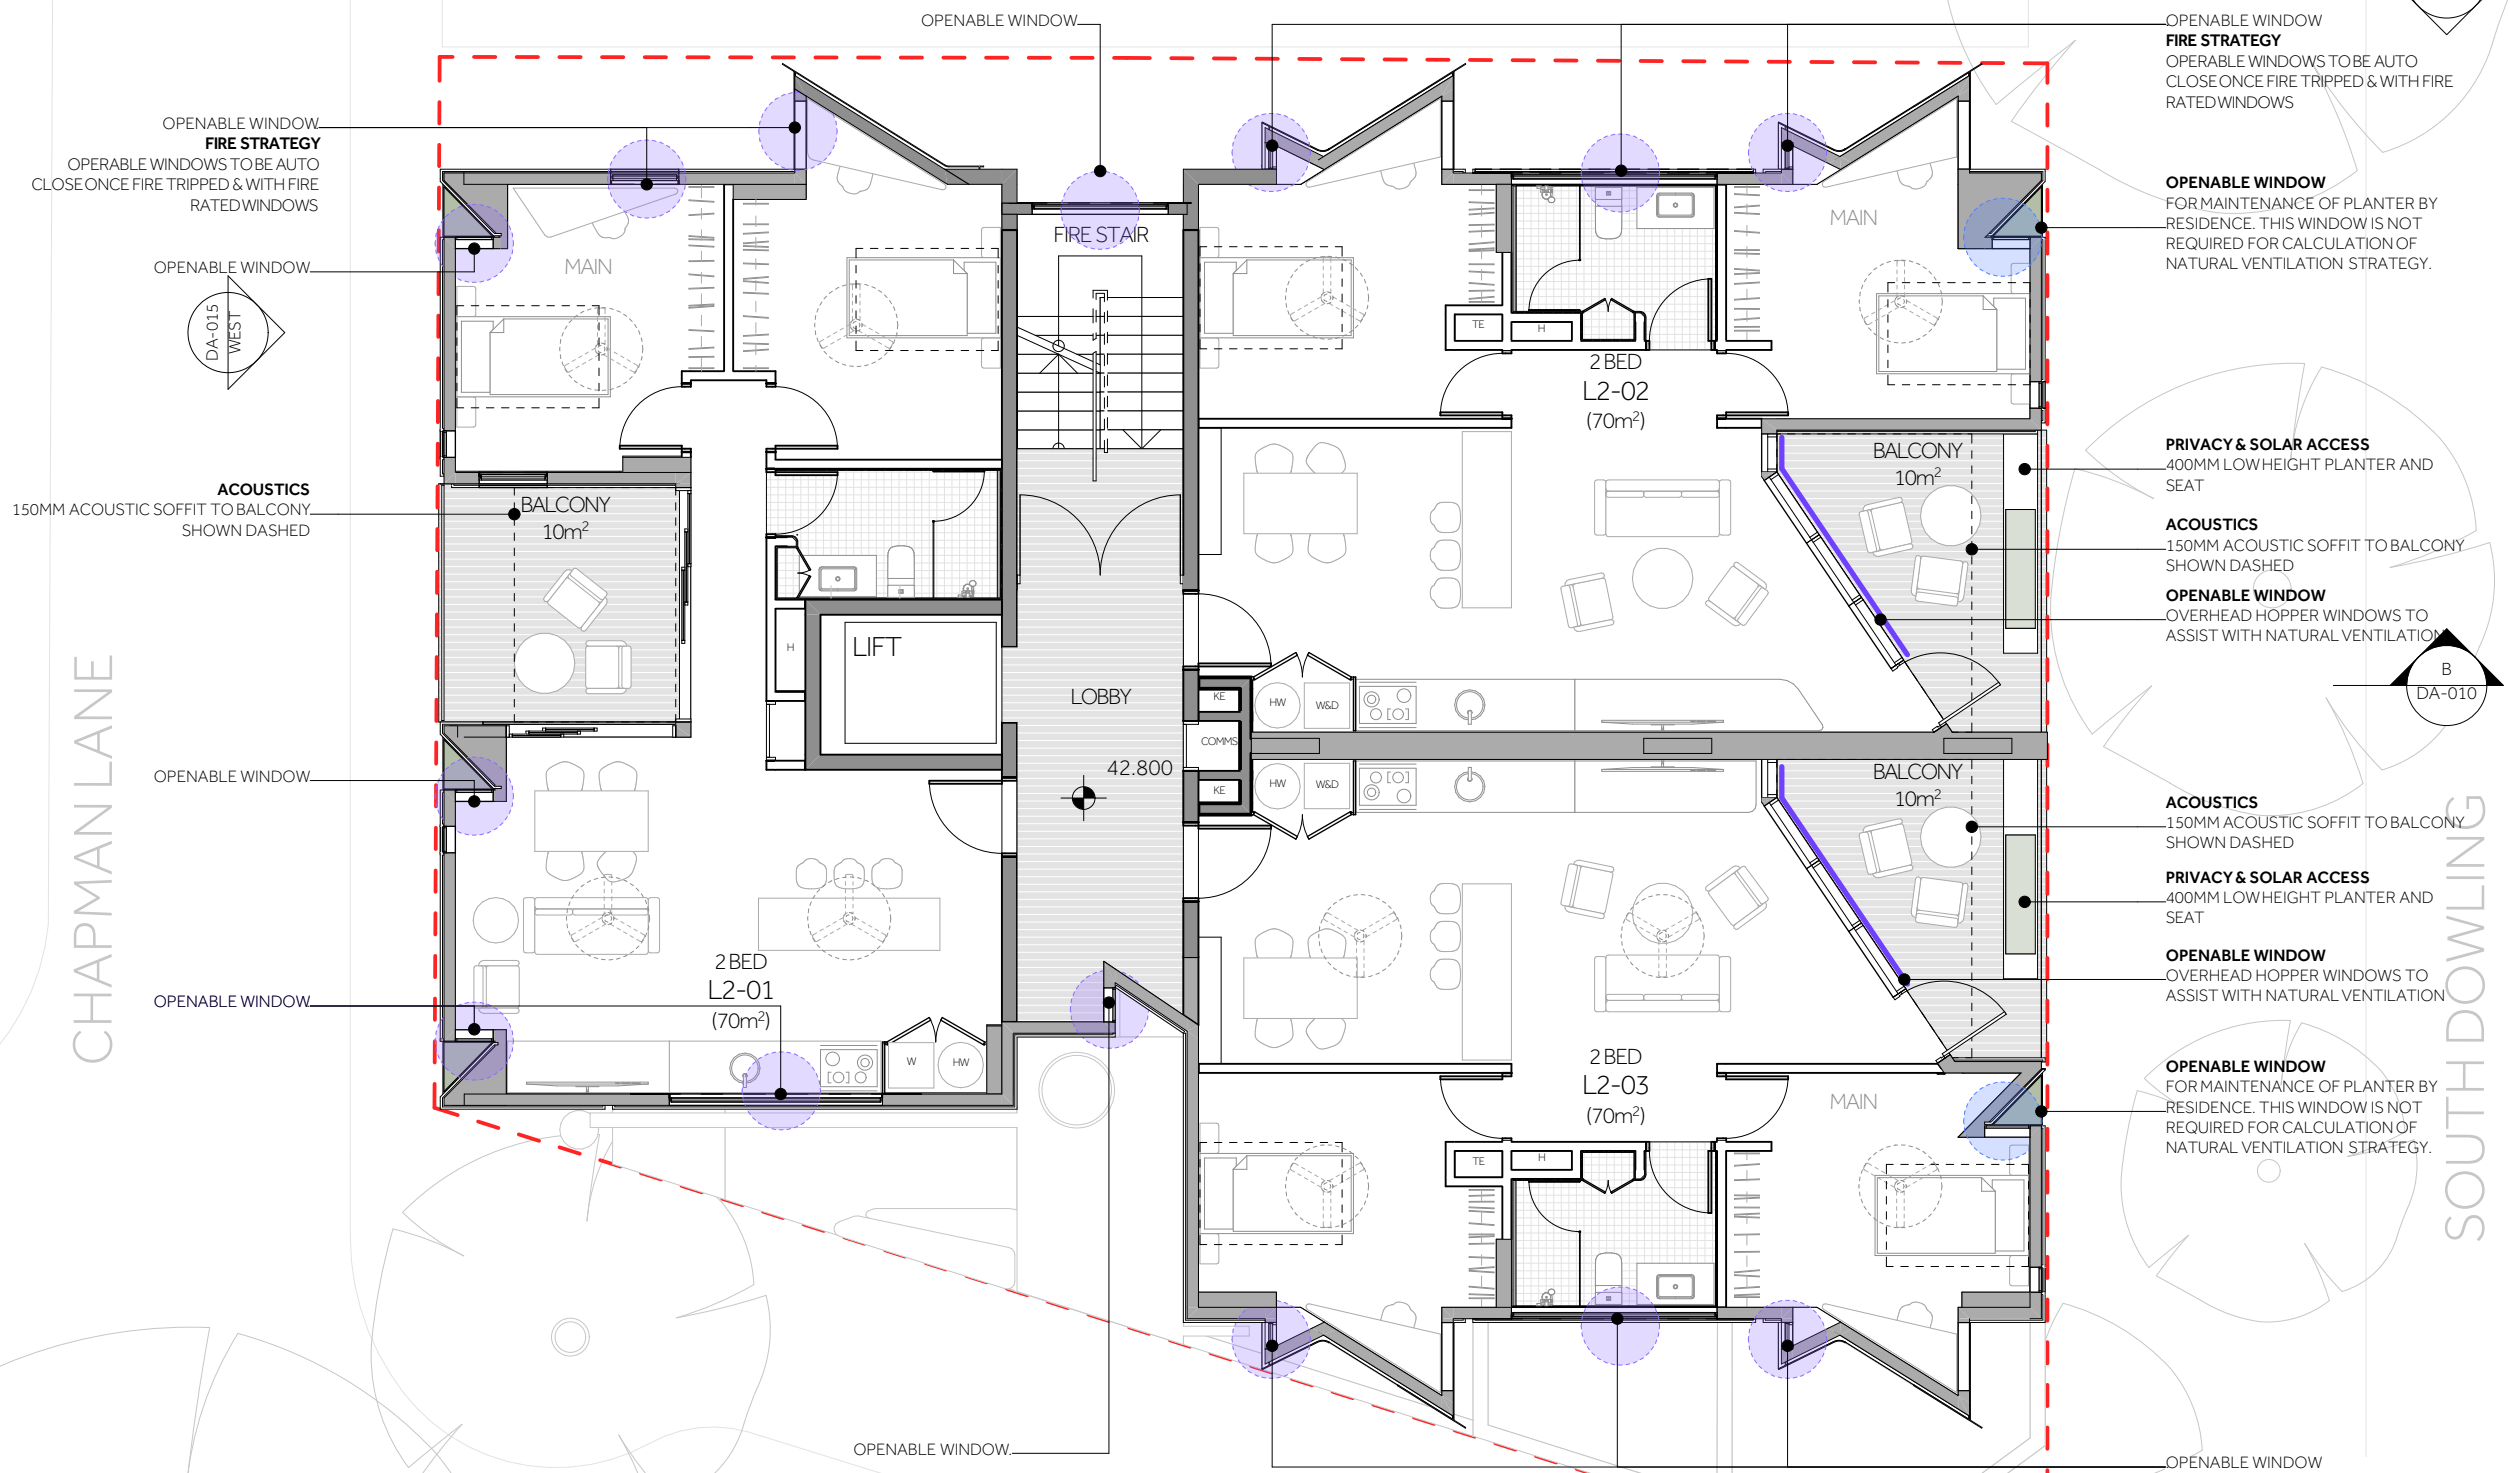 OPENABLE WINDOW
OPENABLE WINDOW
FIRE STRATEGY
OPERABLE WINDOWS TO BE AUTO
CLOSE ONCE FIRE TRIPPED & WITH FIRE
RATED WINDOWS
OPENABLE WINDOW
FIRE STRATEGY
OPERABLE WINDOWS TO BE AUTO
CLOSE ONCE FIRE TRIPPED & WITH FIRE
RATED WINDOWS
OPENABLE WINDOW
DA-015
WEST
ACOUSTICS
150MM ACOUSTIC SOFFIT TO BALCONY
SHOWN DASHED
OPENABLE WINDOW
OPENABLE WINDOW
CHAPMAN LANE
MAIN
BALCONY
10m²
H
LIFT
2 BED
L2-01
(70m²)
W
HW
FIRE STAIR
LOBBY
42.800
KE
COMMS
KE
HW
W&D
HW
W&D
TE
H
MAIN
2 BED
L2-02
(70m²)
BALCONY
10m²
BALCONY
10m²
2 BED
L2-03
(70m²)
MAIN
TE
H
OPENABLE WINDOW
FOR MAINTENANCE OF PLANTER BY
RESIDENCE. THIS WINDOW IS NOT
REQUIRED FOR CALCULATION OF
NATURAL VENTILATION STRATEGY.
PRIVACY & SOLAR ACCESS
400MM LOW HEIGHT PLANTER AND
SEAT
ACOUSTICS
150MM ACOUSTIC SOFFIT TO BALCONY
SHOWN DASHED
OPENABLE WINDOW
OVERHEAD HOPPER WINDOWS TO
ASSIST WITH NATURAL VENTILATION
B
DA-010
ACOUSTICS
150MM ACOUSTIC SOFFIT TO BALCONY
SHOWN DASHED
PRIVACY & SOLAR ACCESS
400MM LOW HEIGHT PLANTER AND
SEAT
OPENABLE WINDOW
OVERHEAD HOPPER WINDOWS TO
ASSIST WITH NATURAL VENTILATION
OPENABLE WINDOW
FOR MAINTENANCE OF PLANTER BY
RESIDENCE. THIS WINDOW IS NOT
REQUIRED FOR CALCULATION OF
NATURAL VENTILATION STRATEGY.
SOUTH DOWLING
OPENABLE WINDOW
OPENABLE WINDOW